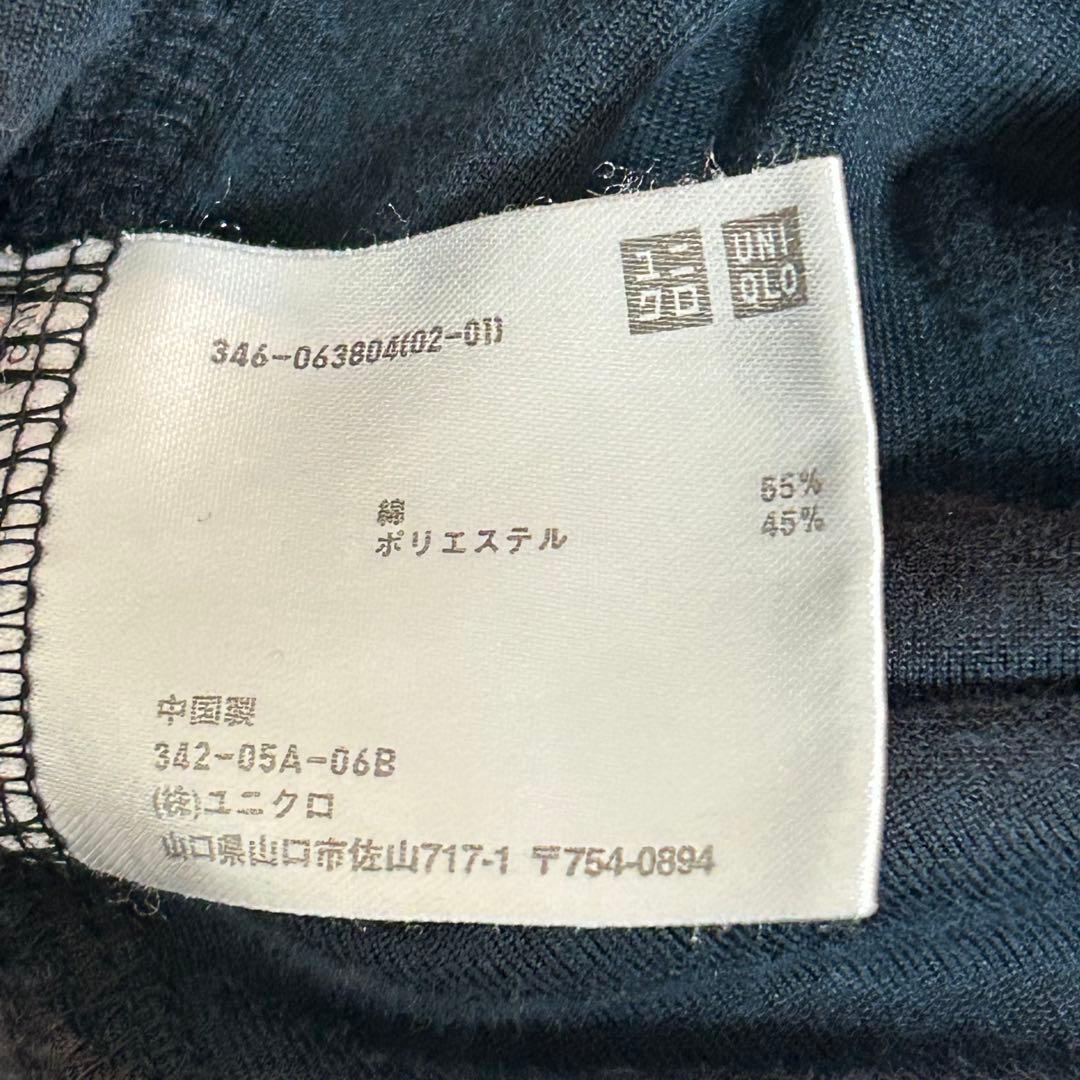 ユニ
クロ
UNI
QLO
346-063804(02-01)
綿 55%
ポリエステル 45%
中国製
342-05A-06B
(株)ユニクロ
山口県山口市佐山717-1 〒754-0894